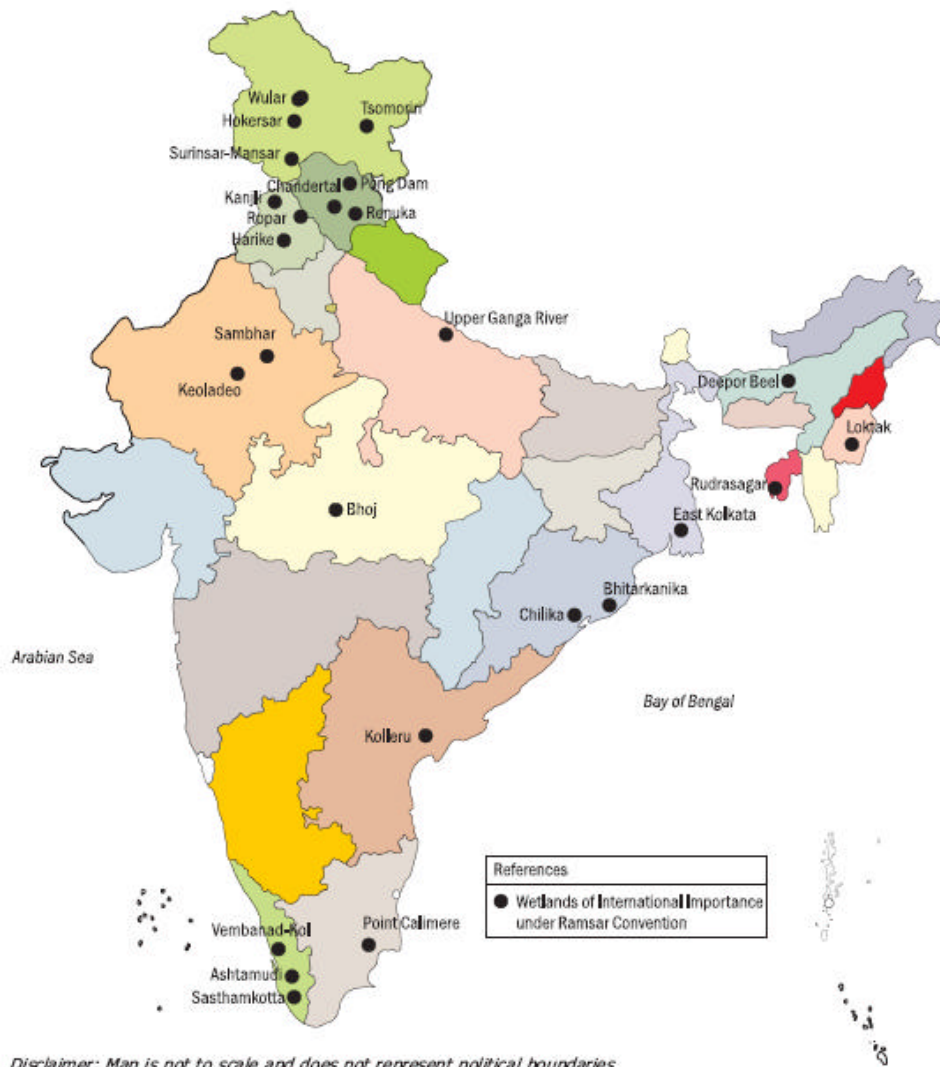 Wular
Tsomoriri
Hokersar
Surinsar-Mansar
Chandertal
Pong Dam
Kanjli
Renuka
Ropar
Harike
Upper Ganga River
Sambhar
Keoladeo
Deepor Beel
Loktak
Rudrasagar
Bhoj
East Kolkata
Bhitarkanika
Chilika
Arabian Sea
Bay of Bengal
Kolleru
References
Wetlands of International Importance
under Ramsar Convention
Point Calimere
Vembanad-Kol
Ashtamudi
Sasthamkotta
Disclaimer: Map is not to scale and does not represent political boundaries